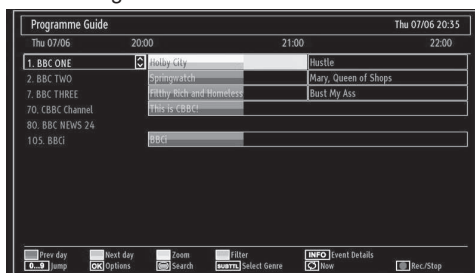 Programme Guide Thu 07/06 20:35
Thu 07/06 20:00 21:00 22:00
1. BBC ONE Holby City Hustle
2. BBC TWO Springwatch Mary, Queen of Shops
7. BBC THREE Filthy Rich and Homeless Bust My Ass
70. CBBC Channel This is CBBC!
80. BBC NEWS 24
105. BBCi BBCi
Prev day Next day Zoom Filter INFO Event Details
0...9 Jump OK Options Search SUBTTL Select Genre Now Rec/Stop